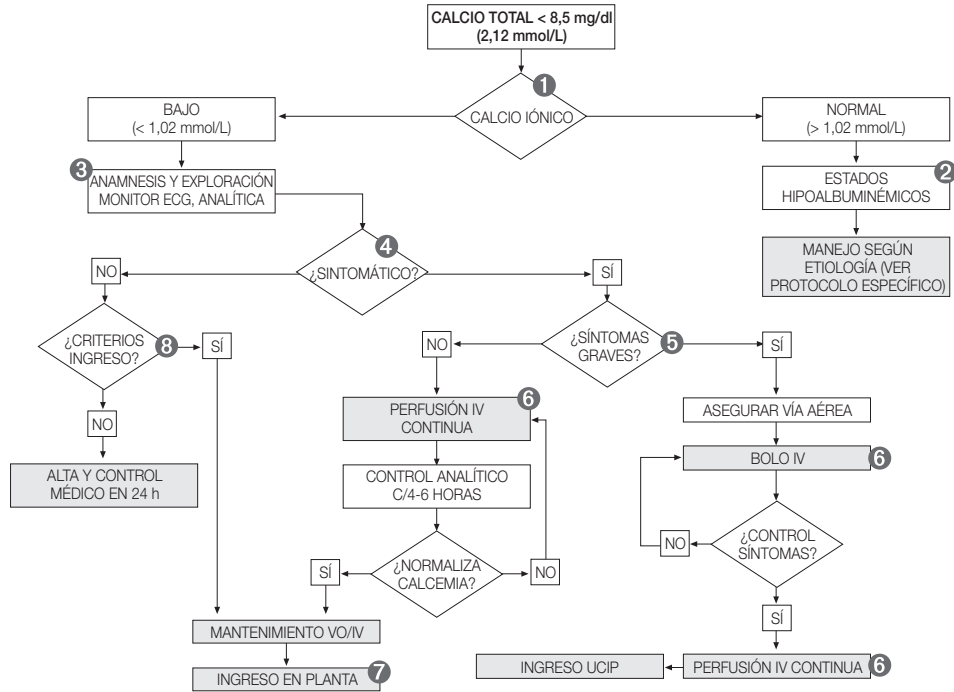 CALCIO TOTAL < 8,5 mg/dl
(2,12 mmol/L)
1
CALCIO IÓNICO
BAJO
(< 1,02 mmol/L)
NORMAL
(> 1,02 mmol/L)
3
ANAMNESIS Y EXPLORACIÓN
MONITOR ECG, ANALÍTICA
2
ESTADOS
HIPOALBUMINÉMICOS
MANEJO SEGÚN
ETIOLOGÍA (VER
PROTOCOLO ESPECÍFICO)
4
¿SINTOMÁTICO?
NO
SÍ
¿CRITERIOS
INGRESO?
8
SÍ
NO
ALTA Y CONTROL
MÉDICO EN 24 h
¿SÍNTOMAS
GRAVES?
5
NO
SÍ
6
PERFUSIÓN IV
CONTINUA
CONTROL ANALÍTICO
C/4-6 HORAS
¿NORMALIZA
CALCEMIA?
SÍ
NO
ASEGURAR VÍA AÉREA
BOLO IV
6
¿CONTROL
SÍNTOMAS?
NO
SÍ
MANTENIMIENTO VO/IV
INGRESO EN PLANTA
7
INGRESO UCIP
PERFUSIÓN IV CONTINUA
6